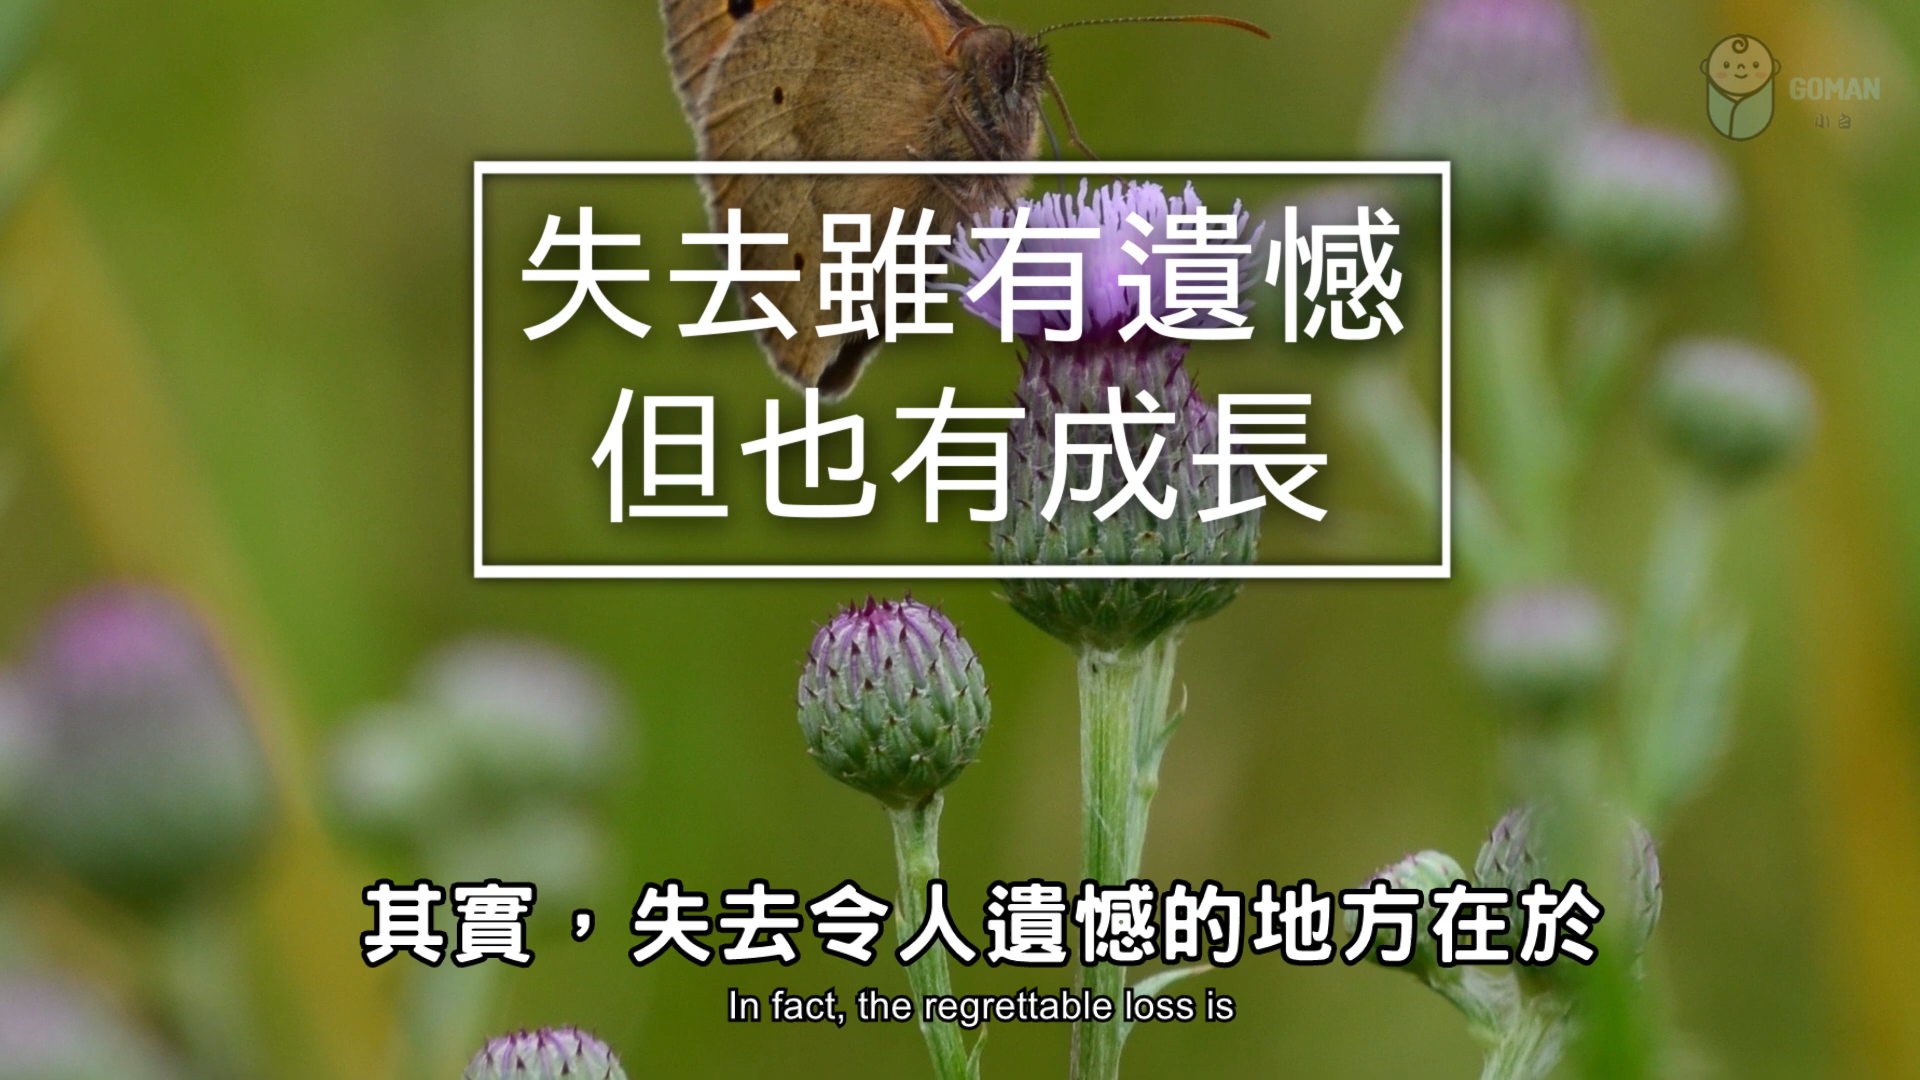 GOMAN
小白
失去雖有遺憾
但也有成長
其實，失去令人遺憾的地方在於
In fact, the regrettable loss is